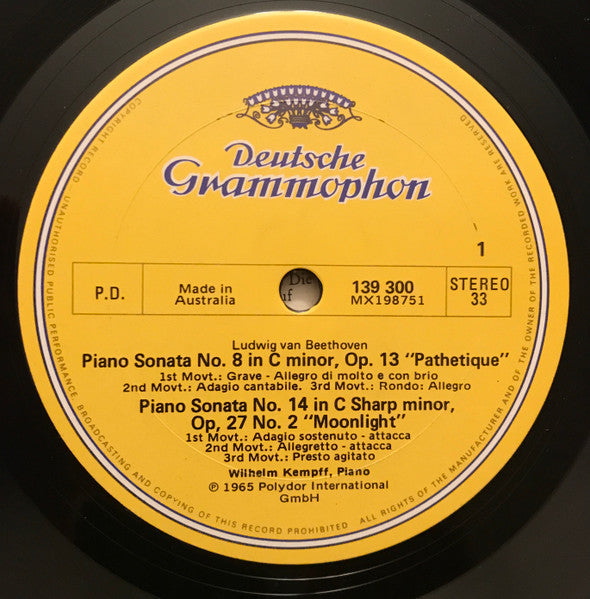 Deutsche
Grammophon
1
P.D.
Made in
Australia
Die
uf
139 300
MX198751
STEREO
33
Ludwig van Beethoven
Piano Sonata No. 8 in C minor, Op. 13 "Pathetique"
1st Movt.: Grave - Allegro di molto e con brio
2nd Movt.: Adagio cantabile. 3rd Movt.: Rondo: Allegro
Piano Sonata No. 14 in C Sharp minor,
Op, 27 No. 2 "Moonlight"
1st Movt.: Adagio sostenuto - attacca
2nd Movt.: Allegretto - attacca
3rd Movt.: Presto agitato
Wilhelm Kempff, Piano
℗ 1965 Polydor International
GmbH
COPYRIGHT RECORD. UNAUTHORISED PUBLIC PERFORMANCE, BROADCASTING AND COPYING OF THIS RECORD PROHIBITED
ALL RIGHTS OF THE MANUFACTURER AND OF THE OWNER OF THE RECORDED WORK ARE RESERVED